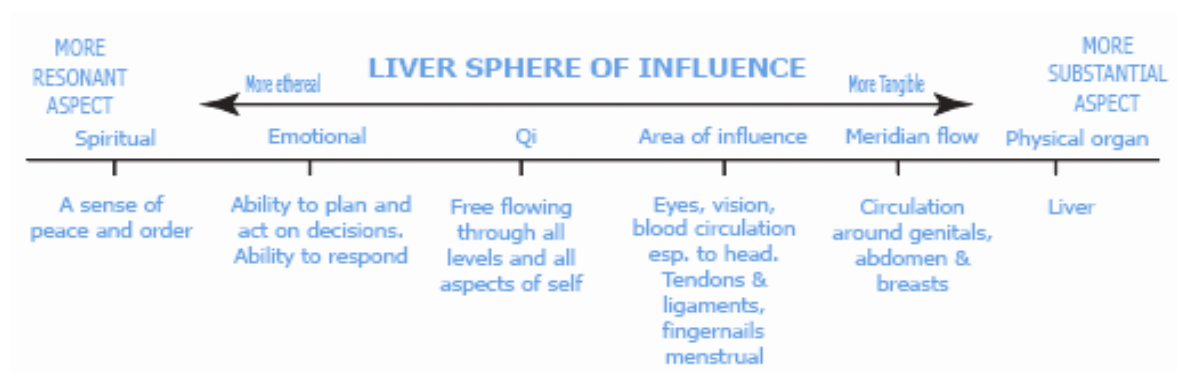 MORE
RESONANT
ASPECT
More ethereal
LIVER SPHERE OF INFLUENCE
More Tangible
MORE
SUBSTANTIAL
ASPECT
Spiritual
Emotional
Qi
Area of influence
Meridian flow
Physical organ
A sense of
peace and order
Ability to plan and
act on decisions.
Ability to respond
Free flowing
through all
levels and all
aspects of self
Eyes, vision,
blood circulation
esp. to head.
Tendons &
ligaments,
fingernails
menstrual
Circulation
around genitals,
abdomen &
breasts
Liver